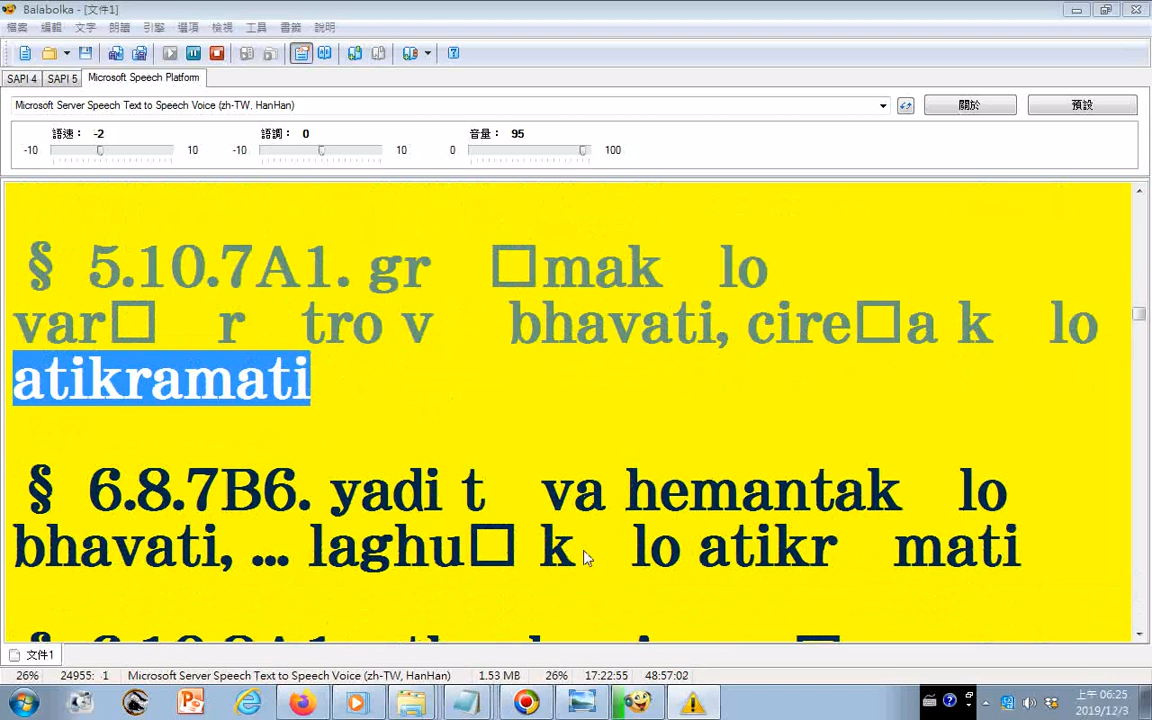 Balabolka - [文件1]
檔案 編輯 文字 朗讀 引擎 選項 檢視 工具 書籤 說明
SAPI 4 SAPI 5 Microsoft Speech Platform
Microsoft Server Speech Text to Speech Voice (zh-TW, HanHan) 關於 預設
語速： -2 語調： 0 音量： 95
-10 10 -10 10 0 100
§ 5.10.7A1. gr □mak lo
var□ r tro v bhavati, cire□a k lo
atikramati
§ 6.8.7B6. yadi t va hemantak lo
bhavati, ... laghu□ k lo atikr mati
文件1
26% 24955: 1 Microsoft Server Speech Text to Speech Voice (zh-TW, HanHan) 1.53 MB 26% 17:22:55 48:57:02
上午 06:25
2019/12/3